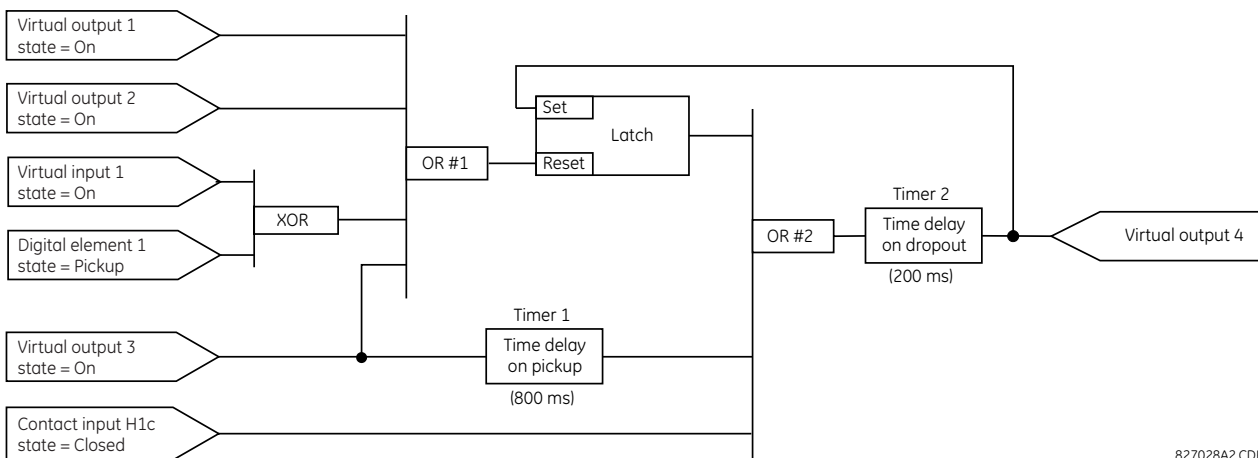 Virtual output 1
state = On
Virtual output 2
state = On
Virtual input 1
state = On
Digital element 1
state = Pickup
Virtual output 3
state = On
Contact input H1c
state = Closed
XOR
OR #1
Set
Latch
Reset
Timer 1
Time delay
on pickup
(800 ms)
OR #2
Timer 2
Time delay
on dropout
(200 ms)
Virtual output 4
827028A2.CD